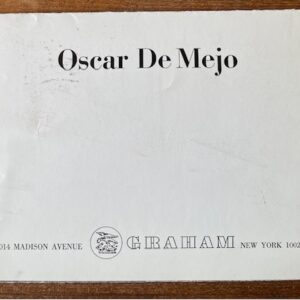 Oscar De Mejo
014 MADISON AVENUE GRAHAM NEW YORK 1002